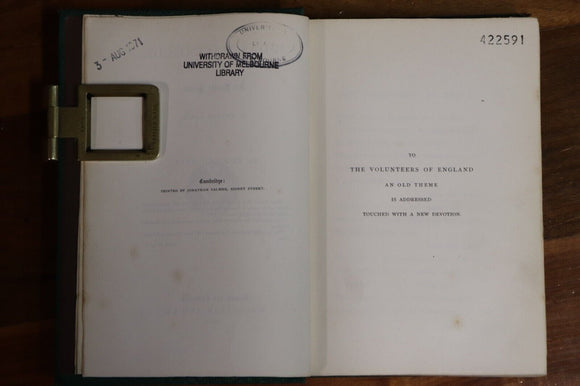 3- AUG 1971
UNIVERSITY
WITHDRAWN FROM
UNIVERSITY OF MELBOURNE
LIBRARY
Cambridge:
PRINTED BY JONATHAN PALMER, SIDNEY STREET.
422591
TO
THE VOLUNTEERS OF ENGLAND
AN OLD THEME
IS ADDRESSED
TOUCHED WITH A NEW DEVOTION.